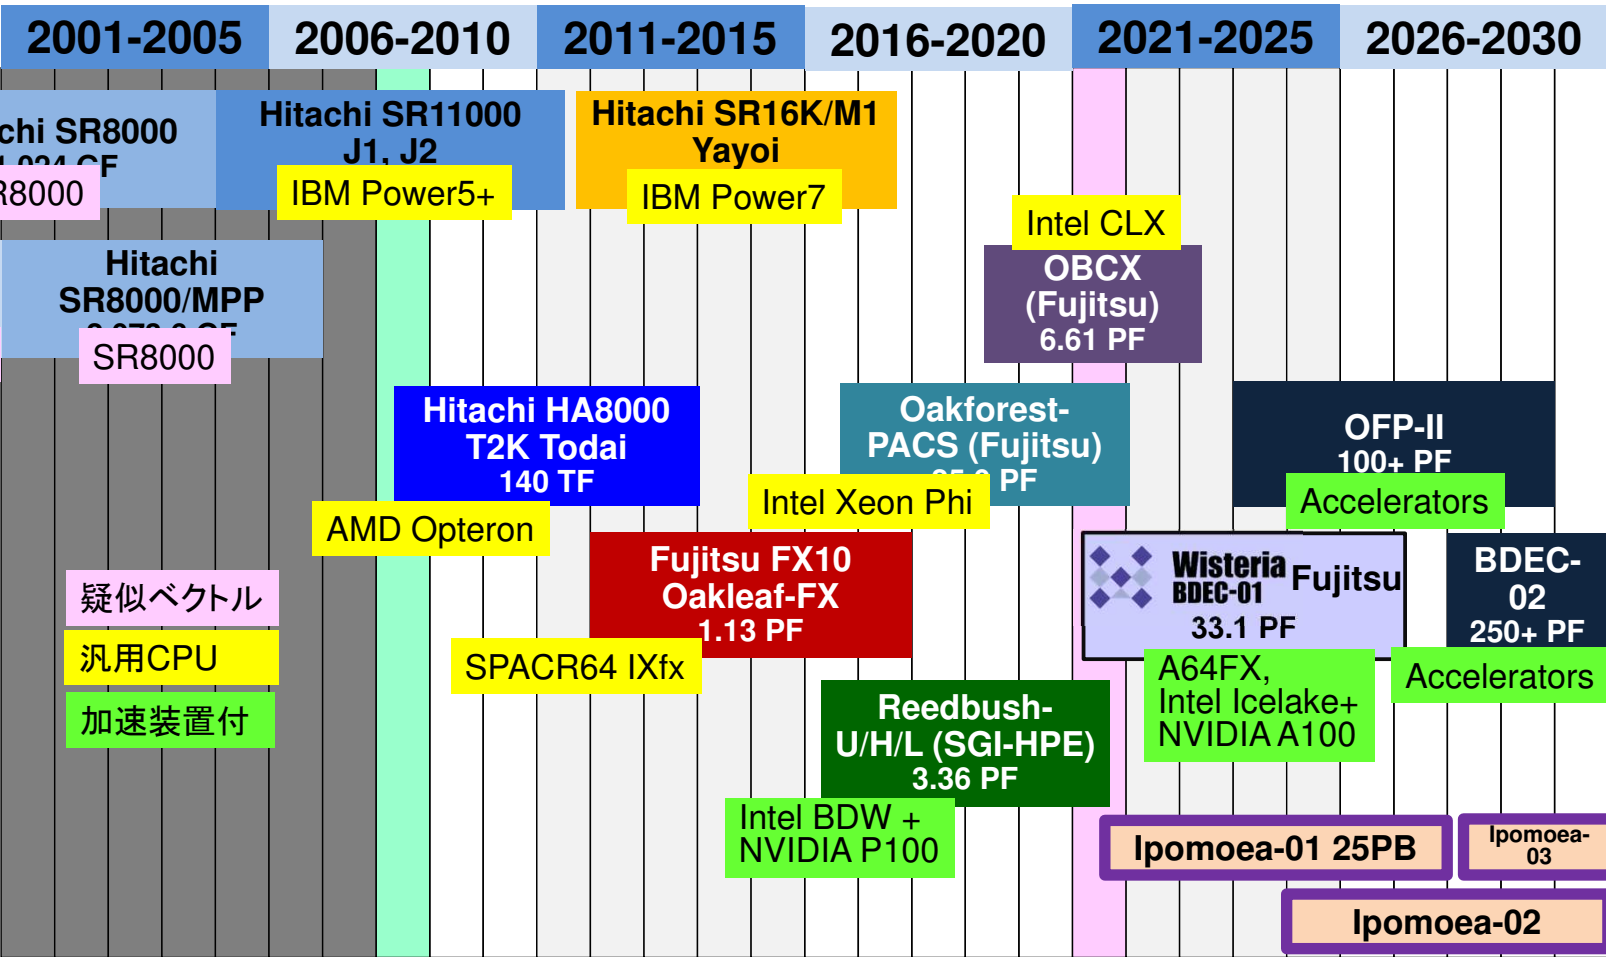 2001-2005
2006-2010
2011-2015
2016-2020
2021-2025
2026-2030
chi SR8000
Hitachi SR11000
J1, J2
Hitachi SR16K/M1
Yayoi
R8000
IBM Power5+
IBM Power7
Intel CLX
Hitachi
SR8000/MPP
SR8000
OBCX
(Fujitsu)
6.61 PF
Hitachi HA8000
T2K Todai
140 TF
Oakforest-
PACS (Fujitsu)
PF
OFP-II
100+ PF
Intel Xeon Phi
Accelerators
AMD Opteron
Fujitsu FX10
Oakleaf-FX
1.13 PF
Wisteria
BDEC-01
Fujitsu
33.1 PF
BDEC-
02
250+ PF
疑似ベクトル
汎用CPU
加速装置付
SPACR64 IXfx
A64FX,
Intel Icelake+
NVIDIA A100
Accelerators
Reedbush-
U/H/L (SGI-HPE)
3.36 PF
Intel BDW +
NVIDIA P100
Ipomoea-01 25PB
Ipomoea-
03
Ipomoea-02